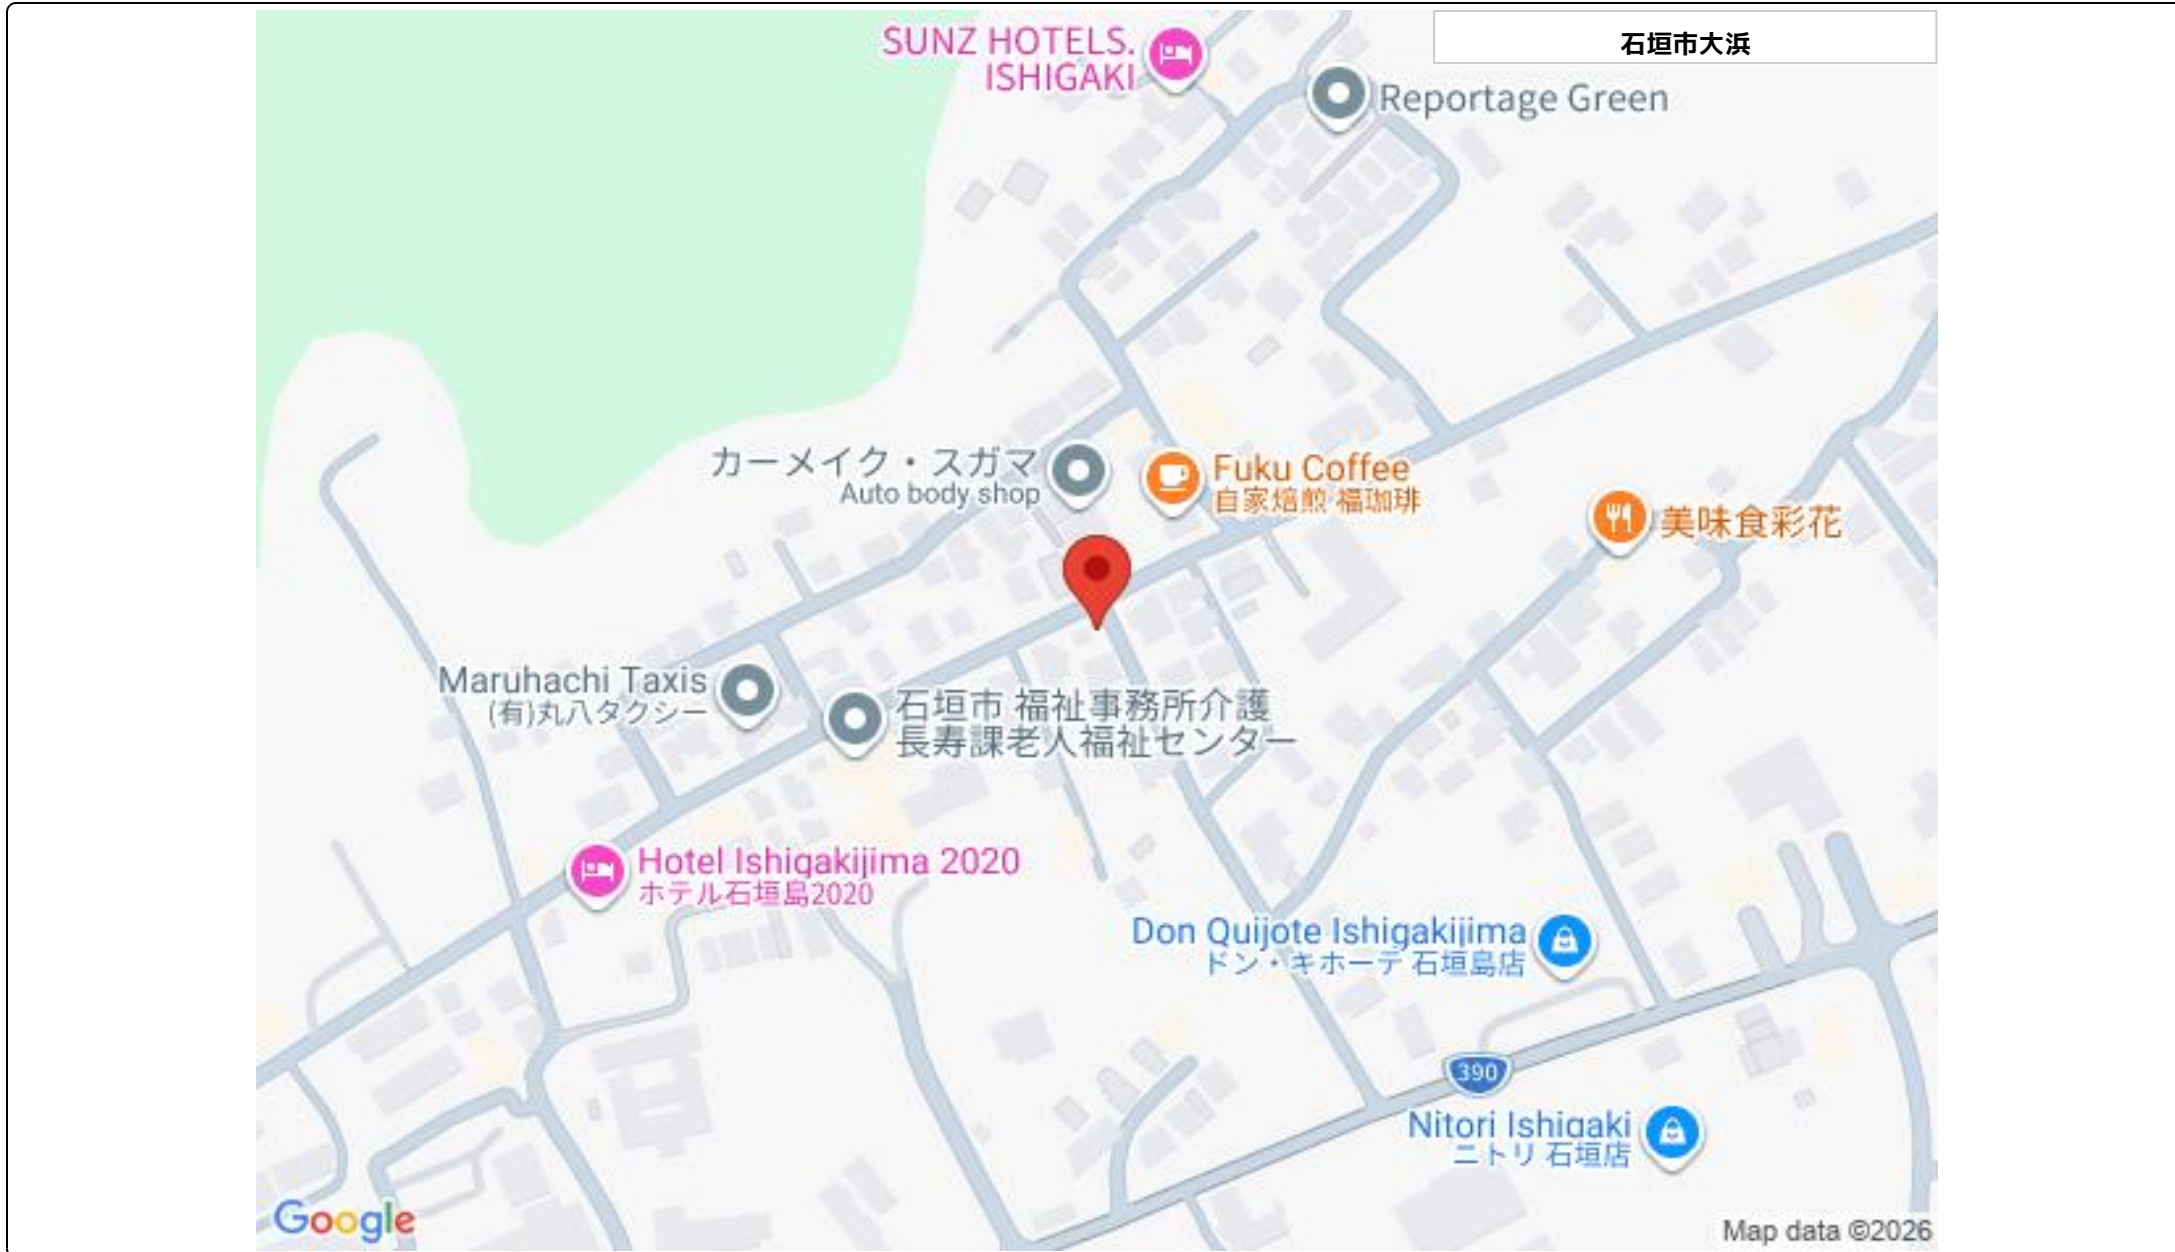 石垣市大浜
SUNZ HOTELS.
ISHIGAKI
Reportage Green
カーメイク・スガマ
Auto body shop
Fuku Coffee
自家焙煎 福珈琲
美味食彩花
Maruhachi Taxis
(有)丸八タクシー
石垣市 福祉事務所介護
長寿課老人福祉センター
Hotel Ishigakijima 2020
ホテル石垣島2020
Don Quijote Ishigakijima
ドン・キホーテ 石垣島店
390
Nitori Ishigaki
ニトリ 石垣店
Google
Map data ©2026